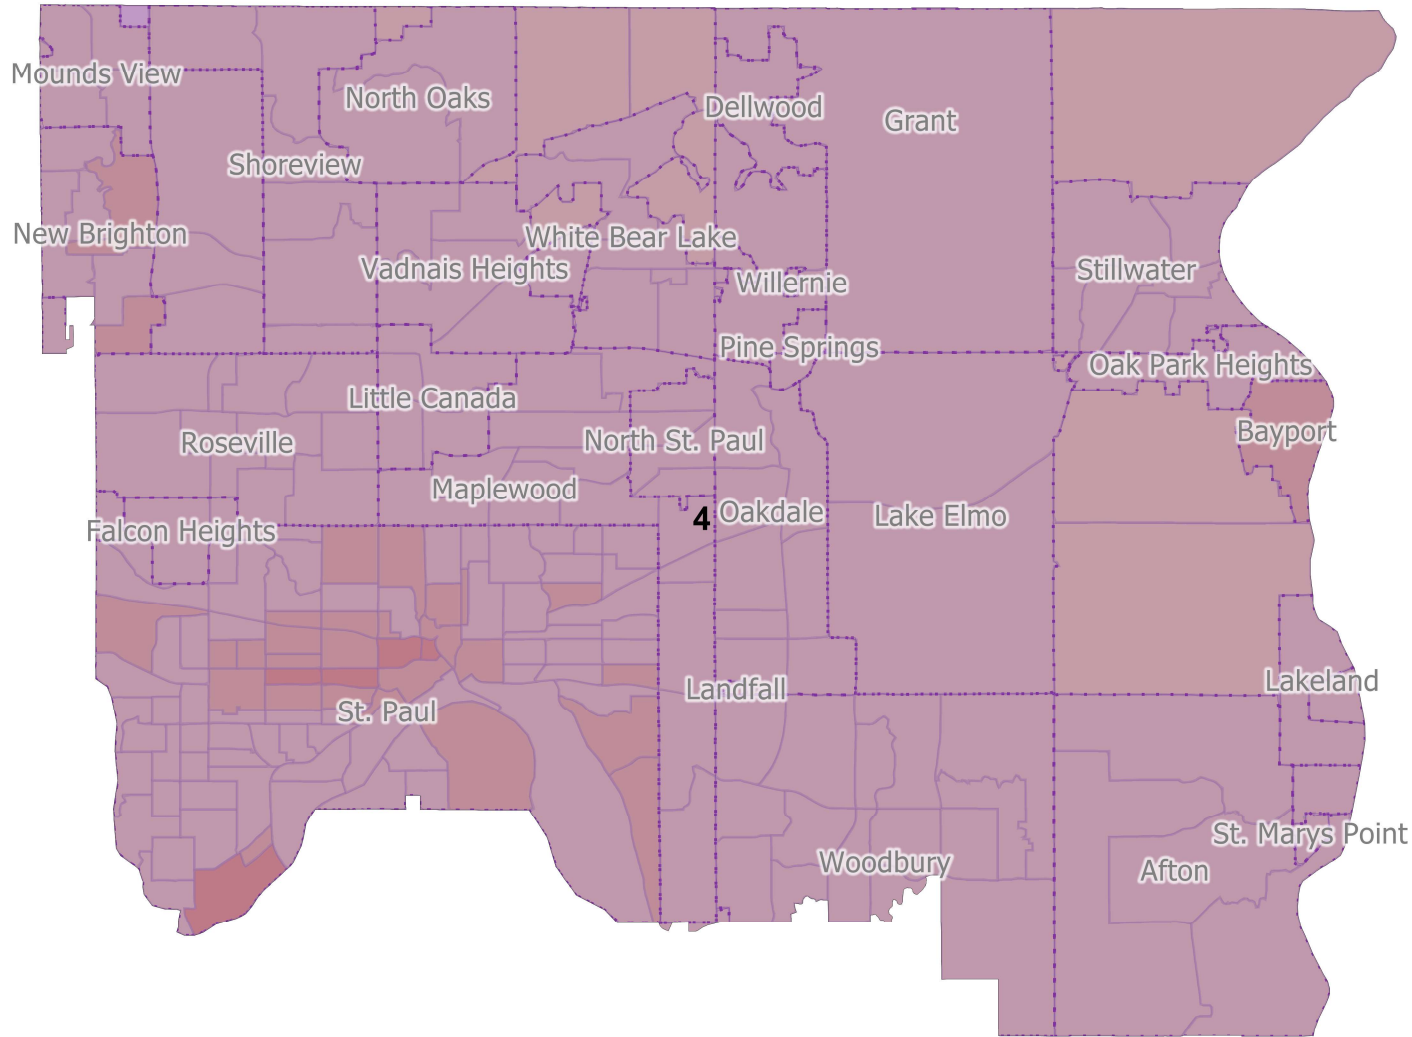 Mounds View
North Oaks
Dellwood
Grant
Shoreview
New Brighton
White Bear Lake
Vadnais Heights
Willernie
Stillwater
Pine Springs
Oak Park Heights
Little Canada
Roseville
North St. Paul
Bayport
Maplewood
Falcon Heights
4
Oakdale
Lake Elmo
Landfall
Lakeland
St. Paul
St. Marys Point
Woodbury
Afton